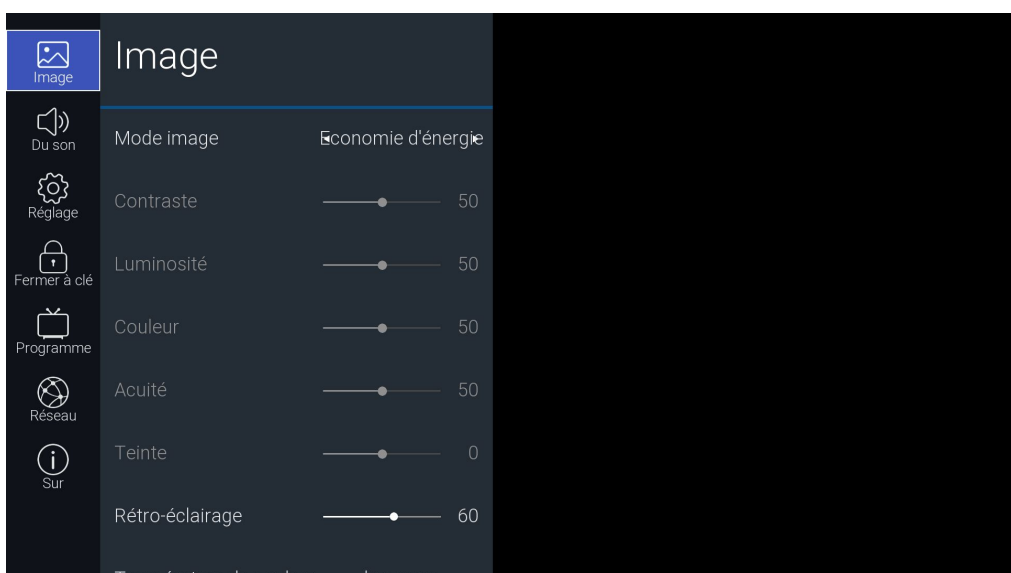 Image
Image
Du son
Réglage
Fermer à clé
Programme
Réseau
Sur
Mode image Economie d'énergie
Contraste 50
Luminosité 50
Couleur 50
Acuité 50
Teinte 0
Rétro-éclairage 60